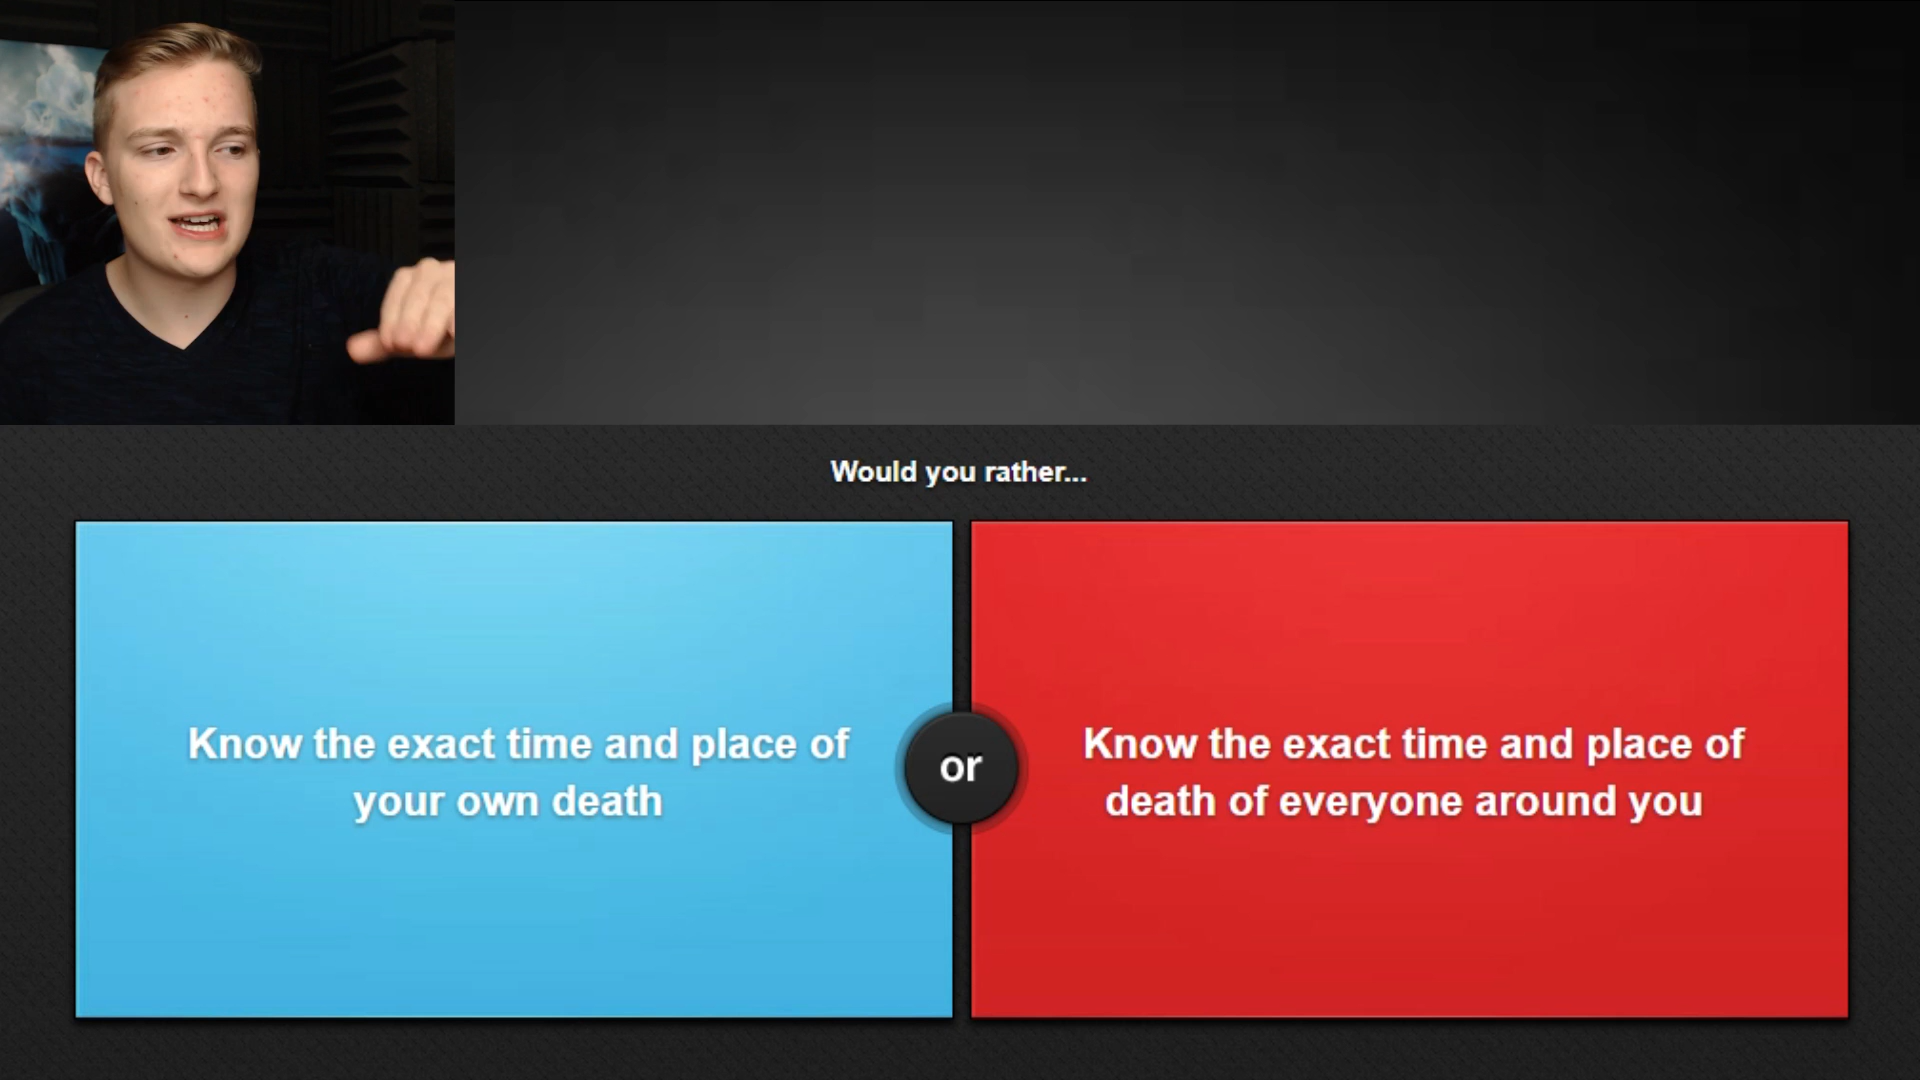 Would you rather...
Know the exact time and place of
your own death
or
Know the exact time and place of
death of everyone around you